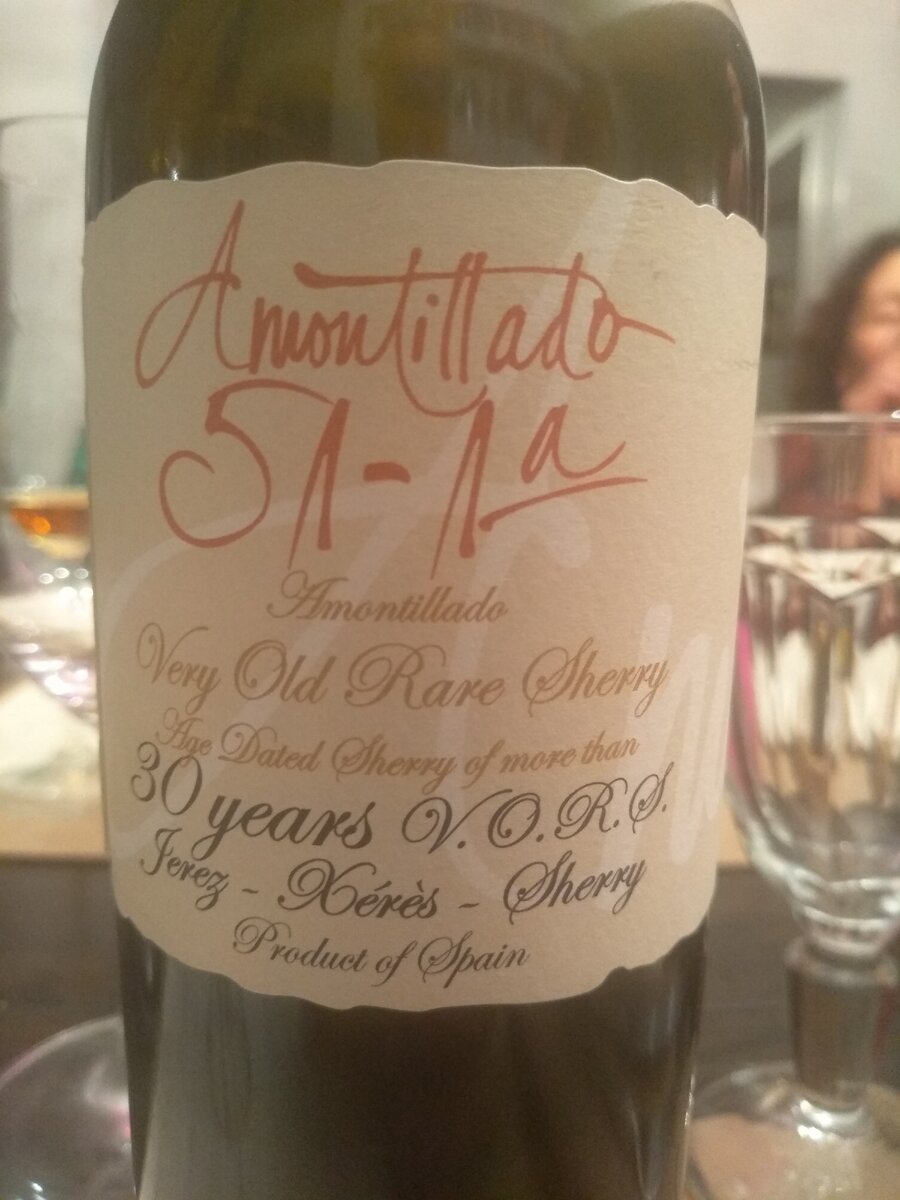 Amontillado
51-1ª
Amontillado
Very Old Rare Sherry
Age Dated Sherry of more than
30 years V.O.R.S.
Jerez - Xérès - Sherry
Product of Spain